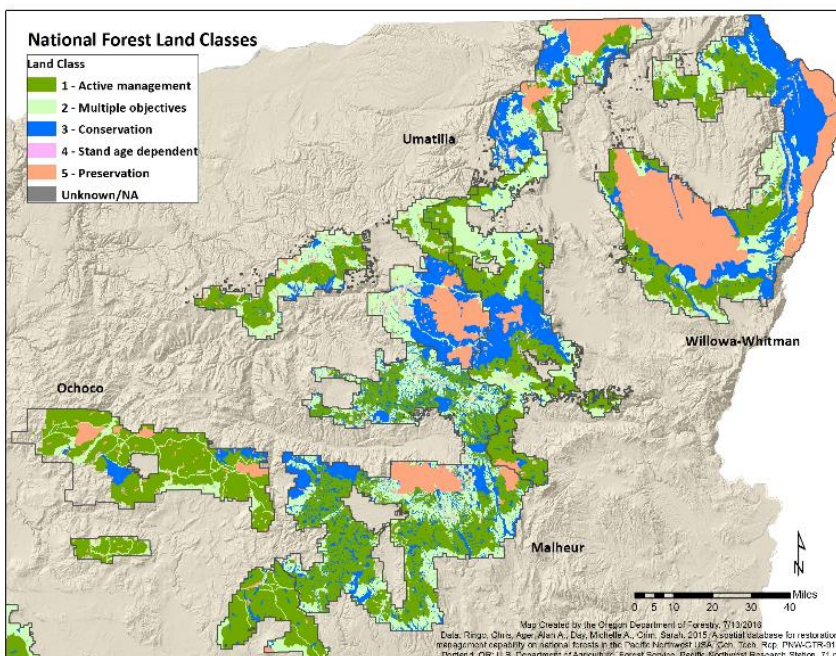 National Forest Land Classes
Land Class
1 - Active management
2 - Multiple objectives
3 - Conservation
4 - Stand age dependent
5 - Preservation
Unknown/NA
Umatilla
Willowa-Whitman
Ochoco
Malheur
Miles
0 5 10 20 30 40
Map Created by the Oregon Department of Forestry, 7/13/2016
Data: Ringo, Chris, Ager, Alan A., Day, Michelle A., Crim, Sarah. 2015. A spatial database for restoration
management capability on national forests in the Pacific Northwest USA. Gen. Tech. Rep. PNW-GTR-91
Portland, OR: U.S. Department of Agriculture, Forest Service, Pacific Northwest Research Station. 71 p